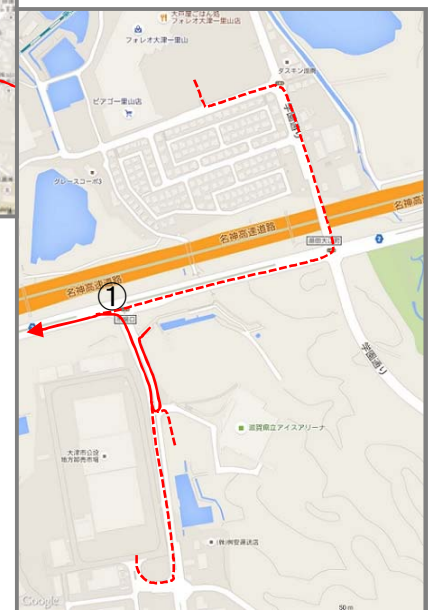 大戸屋ごはん処
フォレオ大津一里山店
フォレオ大津一里山
ダスキン瀬南
学園通り
ピアゴ一里山店
グレースコーポ3
名神高速道路
名神高速道路
名神高
①
学園通り
滋賀県立アイスアリーナ
大津市公設
地方卸売市場
Google
50 m